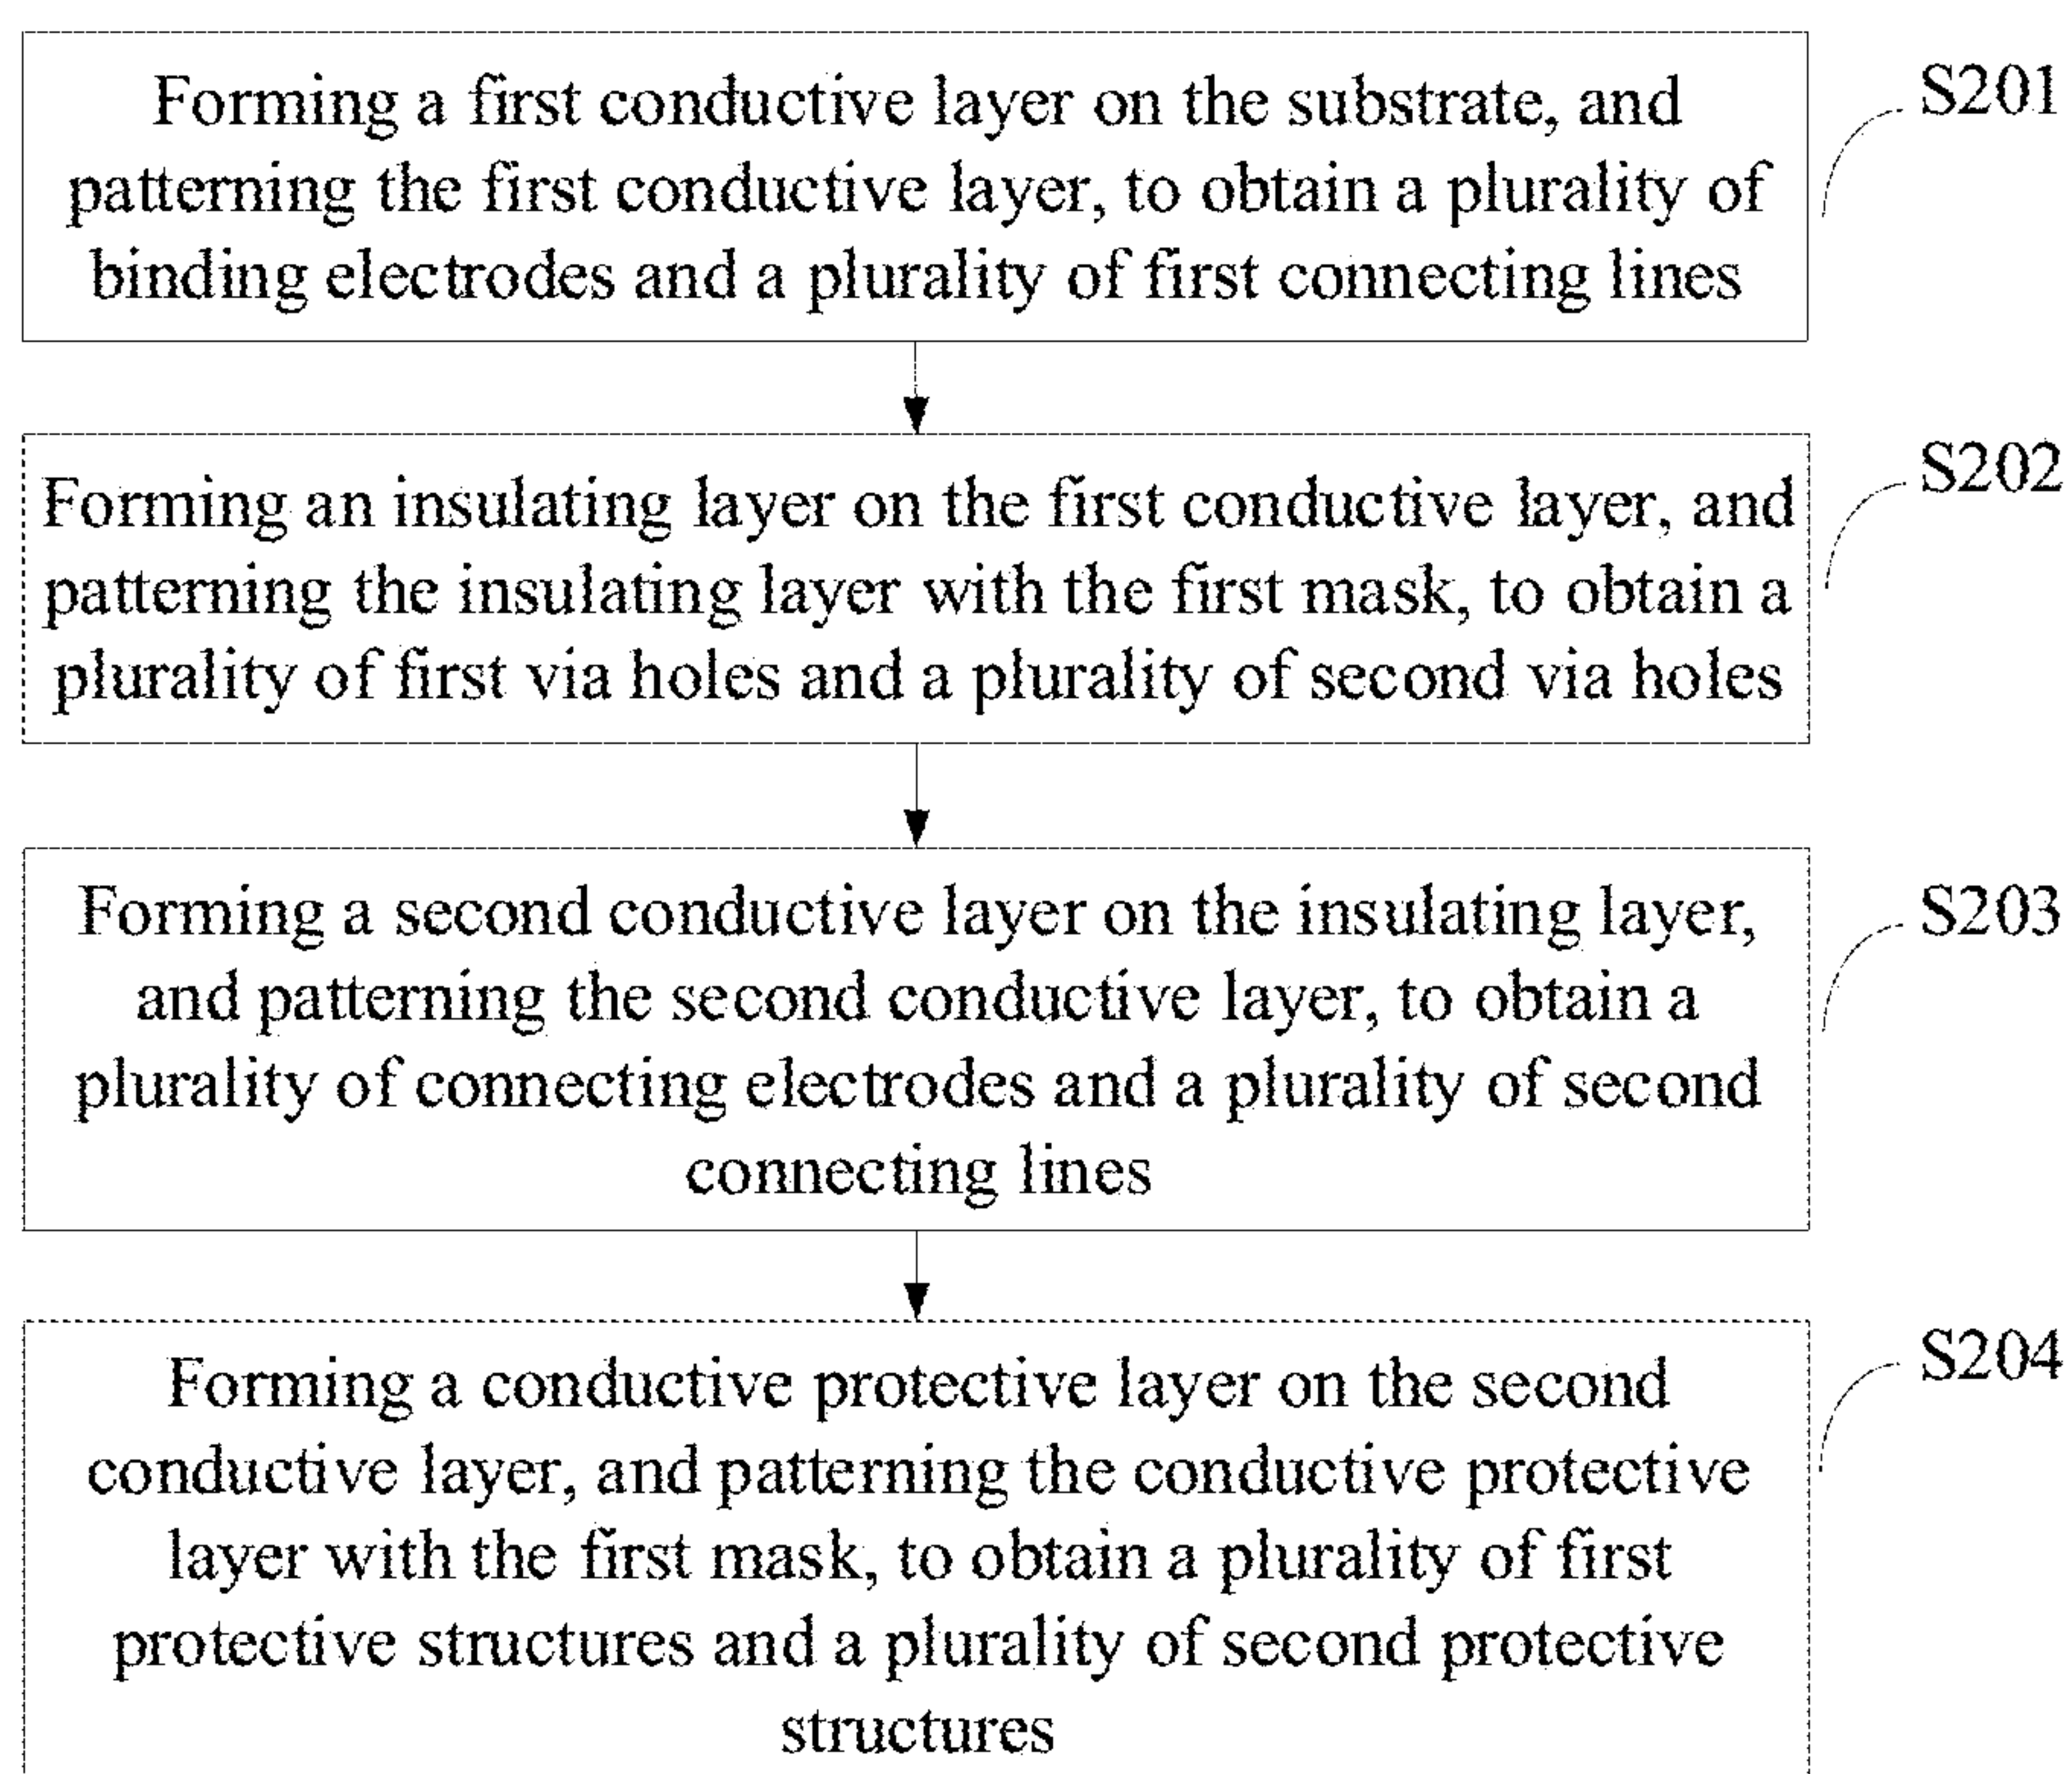 Forming a first conductive layer on the substrate, and
patterning the first conductive layer, to obtain a plurality of
binding electrodes and a plurality of first connecting lines
S201
Forming an insulating layer on the first conductive layer, and
patterning the insulating layer with the first mask, to obtain a
plurality of first via holes and a plurality of second via holes
S202
Forming a second conductive layer on the insulating layer,
and patterning the second conductive layer, to obtain a
plurality of connecting electrodes and a plurality of second
connecting lines
S203
Forming a conductive protective layer on the second
conductive layer, and patterning the conductive protective
layer with the first mask, to obtain a plurality of first
protective structures and a plurality of second protective
structures
S204